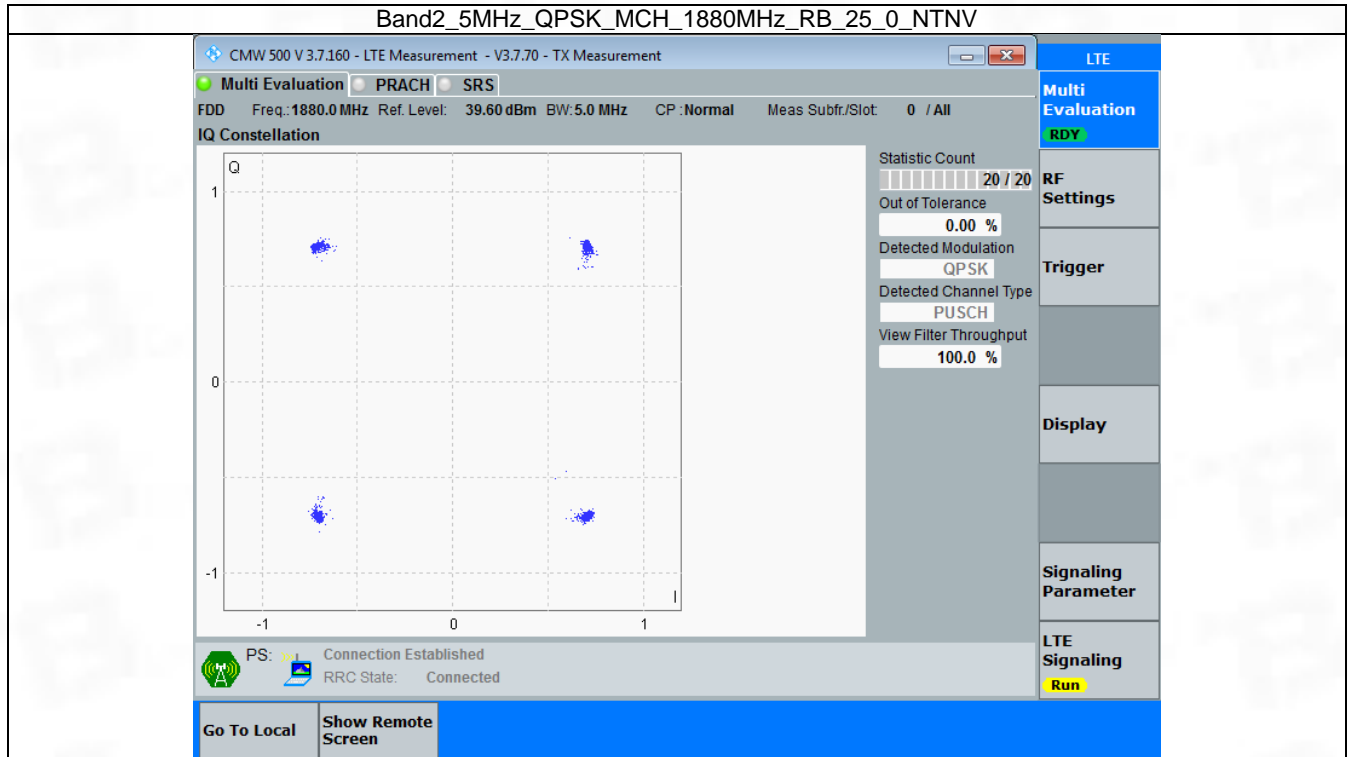 Band2_5MHz_QPSK_MCH_1880MHz_RB_25_0_NTNV
CMW 500 V 3.7.160 - LTE Measurement - V3.7.70 - TX Measurement
LTE
Multi Evaluation PRACH SRS
FDD Freq.: 1880.0 MHz Ref. Level: 39.60 dBm BW: 5.0 MHz CP : Normal Meas Subfr./Slot: 0 / All
IQ Constellation
Multi
Evaluation
RDY
Q
1
0
-1
-1 0 1
I
Statistic Count
20 / 20
Out of Tolerance
0.00 %
Detected Modulation
QPSK
Detected Channel Type
PUSCH
View Filter Throughput
100.0 %
RF
Settings
Trigger
Display
Signaling
Parameter
LTE
Signaling
Run
PS: Connection Established
RRC State: Connected
Go To Local
Show Remote
Screen